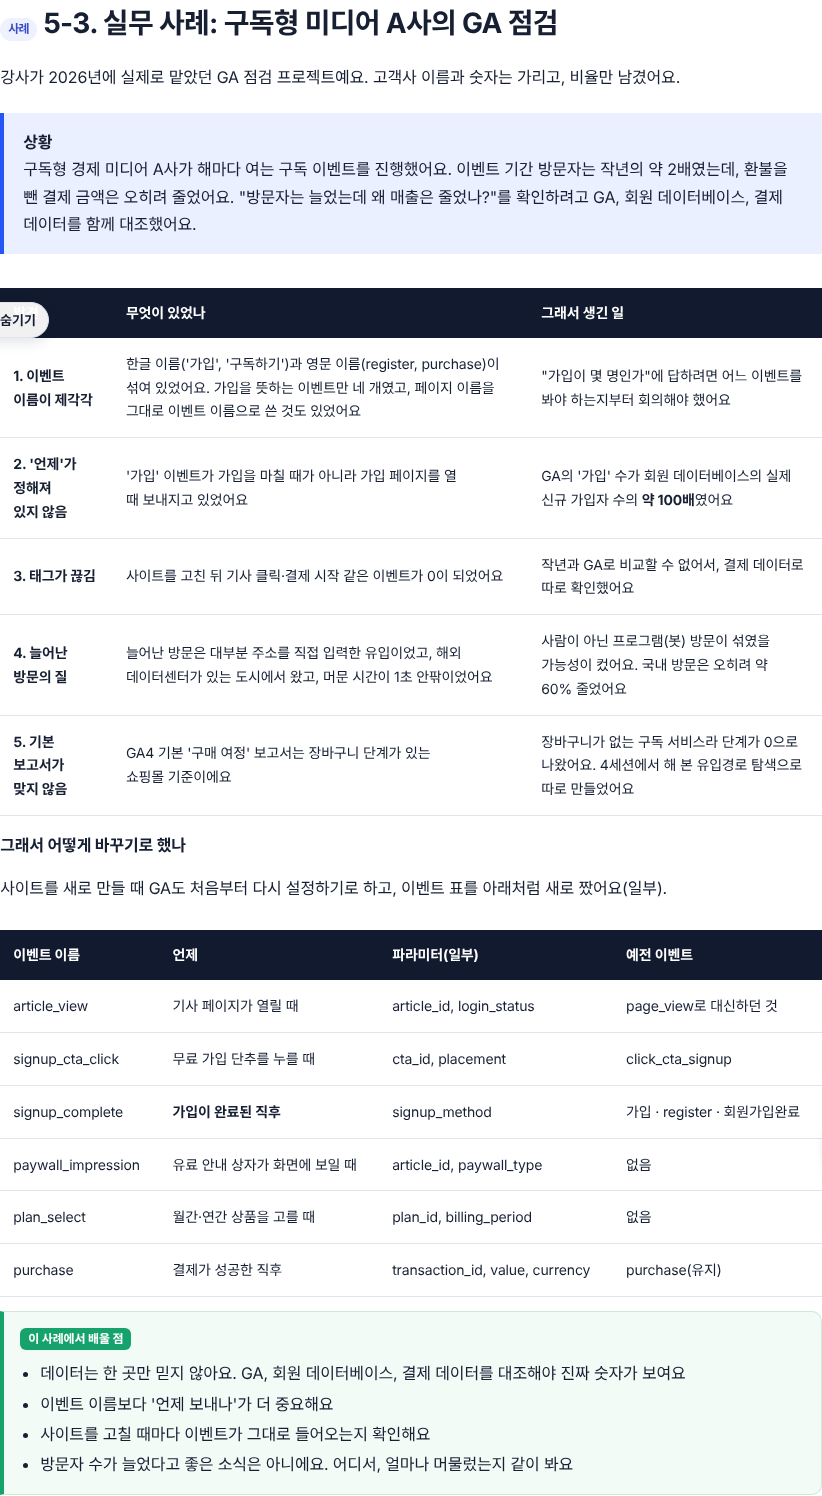 사례 5-3. 실무 사례: 구독형 미디어 A사의 GA 점검
강사가 2026년에 실제로 맡았던 GA 점검 프로젝트예요. 고객사 이름과 숫자는 가리고, 비율만 남겼어요.
상황
구독형 경제 미디어 A사가 해마다 여는 구독 이벤트를 진행했어요. 이벤트 기간 방문자는 작년의 약 2배였는데, 환불을
뺀 결제 금액은 오히려 줄었어요. "방문자는 늘었는데 왜 매출은 줄었나?"를 확인하려고 GA, 회원 데이터베이스, 결제
데이터를 함께 대조했어요.
숨기기
무엇이 있었나
그래서 생긴 일
1. 이벤트
이름이 제각각
한글 이름('가입', '구독하기')과 영문 이름(register, purchase)이
섞여 있었어요. 가입을 뜻하는 이벤트만 네 개였고, 페이지 이름을
그대로 이벤트 이름으로 쓴 것도 있었어요
"가입이 몇 명인가"에 답하려면 어느 이벤트를
봐야 하는지부터 회의해야 했어요
2. '언제'가
정해져
있지 않음
'가입' 이벤트가 가입을 마칠 때가 아니라 가입 페이지를 열
때 보내지고 있었어요
GA의 '가입' 수가 회원 데이터베이스의 실제
신규 가입자 수의 약 100배였어요
3. 태그가 끊김
사이트를 고친 뒤 기사 클릭·결제 시작 같은 이벤트가 0이 되었어요
작년과 GA로 비교할 수 없어서, 결제 데이터로
따로 확인했어요
4. 늘어난
방문의 질
늘어난 방문은 대부분 주소를 직접 입력한 유입이었고, 해외
데이터센터가 있는 도시에서 왔고, 머문 시간이 1초 안팎이었어요
사람이 아닌 프로그램(봇) 방문이 섞였을
가능성이 컸어요. 국내 방문은 오히려 약
60% 줄었어요
5. 기본
보고서가
맞지 않음
GA4 기본 '구매 여정' 보고서는 장바구니 단계가 있는
쇼핑몰 기준이에요
장바구니가 없는 구독 서비스라 단계가 0으로
나왔어요. 4세션에서 해 본 유입경로 탐색으로
따로 만들었어요
그래서 어떻게 바꾸기로 했나
사이트를 새로 만들 때 GA도 처음부터 다시 설정하기로 하고, 이벤트 표를 아래처럼 새로 짰어요(일부).
이벤트 이름 언제 파라미터(일부) 예전 이벤트
article_view 기사 페이지가 열릴 때 article_id, login_status page_view로 대신하던 것
signup_cta_click 무료 가입 단추를 누를 때 cta_id, placement click_cta_signup
signup_complete 가입이 완료된 직후 signup_method 가입 · register · 회원가입완료
paywall_impression 유료 안내 상자가 화면에 보일 때 article_id, paywall_type 없음
plan_select 월간·연간 상품을 고를 때 plan_id, billing_period 없음
purchase 결제가 성공한 직후 transaction_id, value, currency purchase(유지)
이 사례에서 배울 점
• 데이터는 한 곳만 믿지 않아요. GA, 회원 데이터베이스, 결제 데이터를 대조해야 진짜 숫자가 보여요
• 이벤트 이름보다 '언제 보내나'가 더 중요해요
• 사이트를 고칠 때마다 이벤트가 그대로 들어오는지 확인해요
• 방문자 수가 늘었다고 좋은 소식은 아니에요. 어디서, 얼마나 머물렀는지 같이 봐요